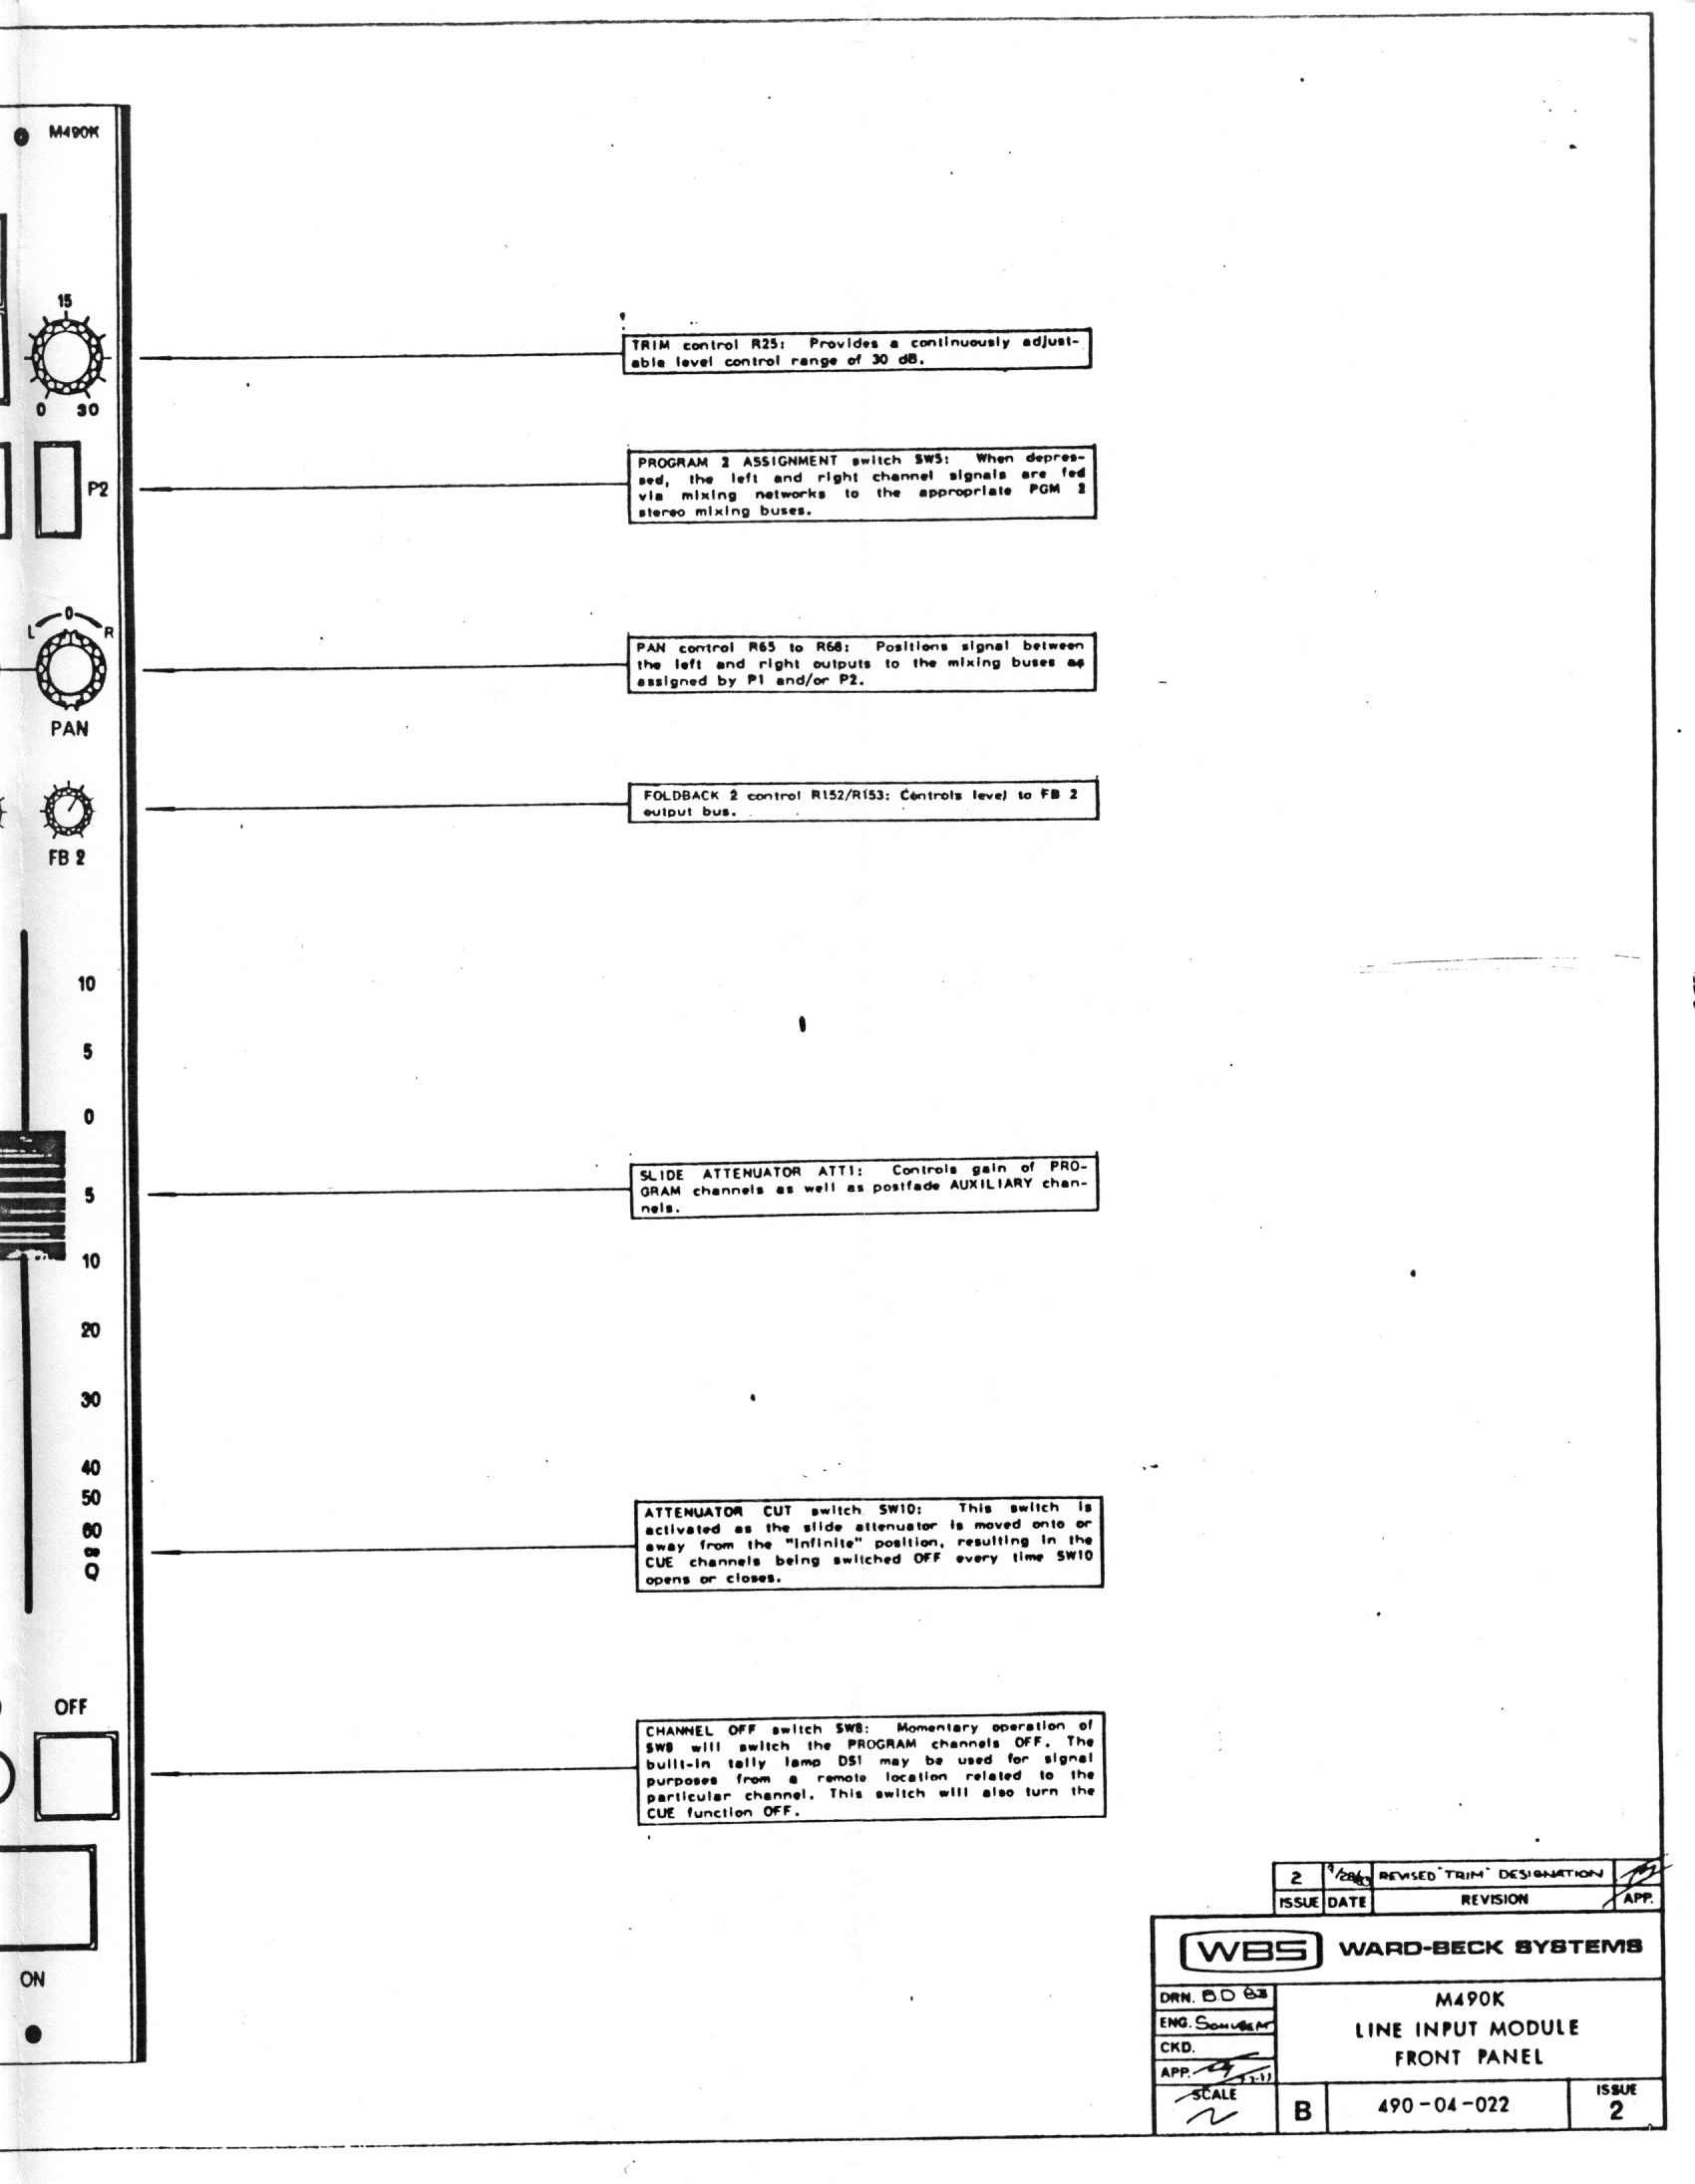 M490K
15
0 30
TRIM control R25: Provides a continuously adjust-
able level control range of 30 dB.
P2
PROGRAM 2 ASSIGNMENT switch SW5: When depres-
sed, the left and right channel signals are fed
via mixing networks to the appropriate PGM 2
stereo mixing buses.
0
L R
PAN
PAN control R65 to R68: Positions signal between
the left and right outputs to the mixing buses as
assigned by P1 and/or P2.
FB 2
FOLDBACK 2 control R152/R153: Controls level to FB 2
output bus.
10
5
0
5
10
20
30
40
50
60
∞
Q
SLIDE ATTENUATOR ATT1: Controls gain of PRO-
GRAM channels as well as postfade AUXILIARY chan-
nels.
ATTENUATOR CUT switch SW10: This switch is
activated as the slide attenuator is moved onto or
away from the "infinite" position, resulting in the
CUE channels being switched OFF every time SW10
opens or closes.
OFF
CHANNEL OFF switch SW8: Momentary operation of
SW8 will switch the PROGRAM channels OFF. The
built-in tally lamp DS1 may be used for signal
purposes from a remote location related to the
particular channel. This switch will also turn the
CUE function OFF.
ON
2 REVISED "TRIM" DESIGNATION
ISSUE DATE REVISION APP.
WBS WARD-BECK SYSTEMS
DRN. BD 83
ENG. SCHUBERT
CKD.
APP.
SCALE
M490K
LINE INPUT MODULE
FRONT PANEL
B 490-04-022 ISSUE 2